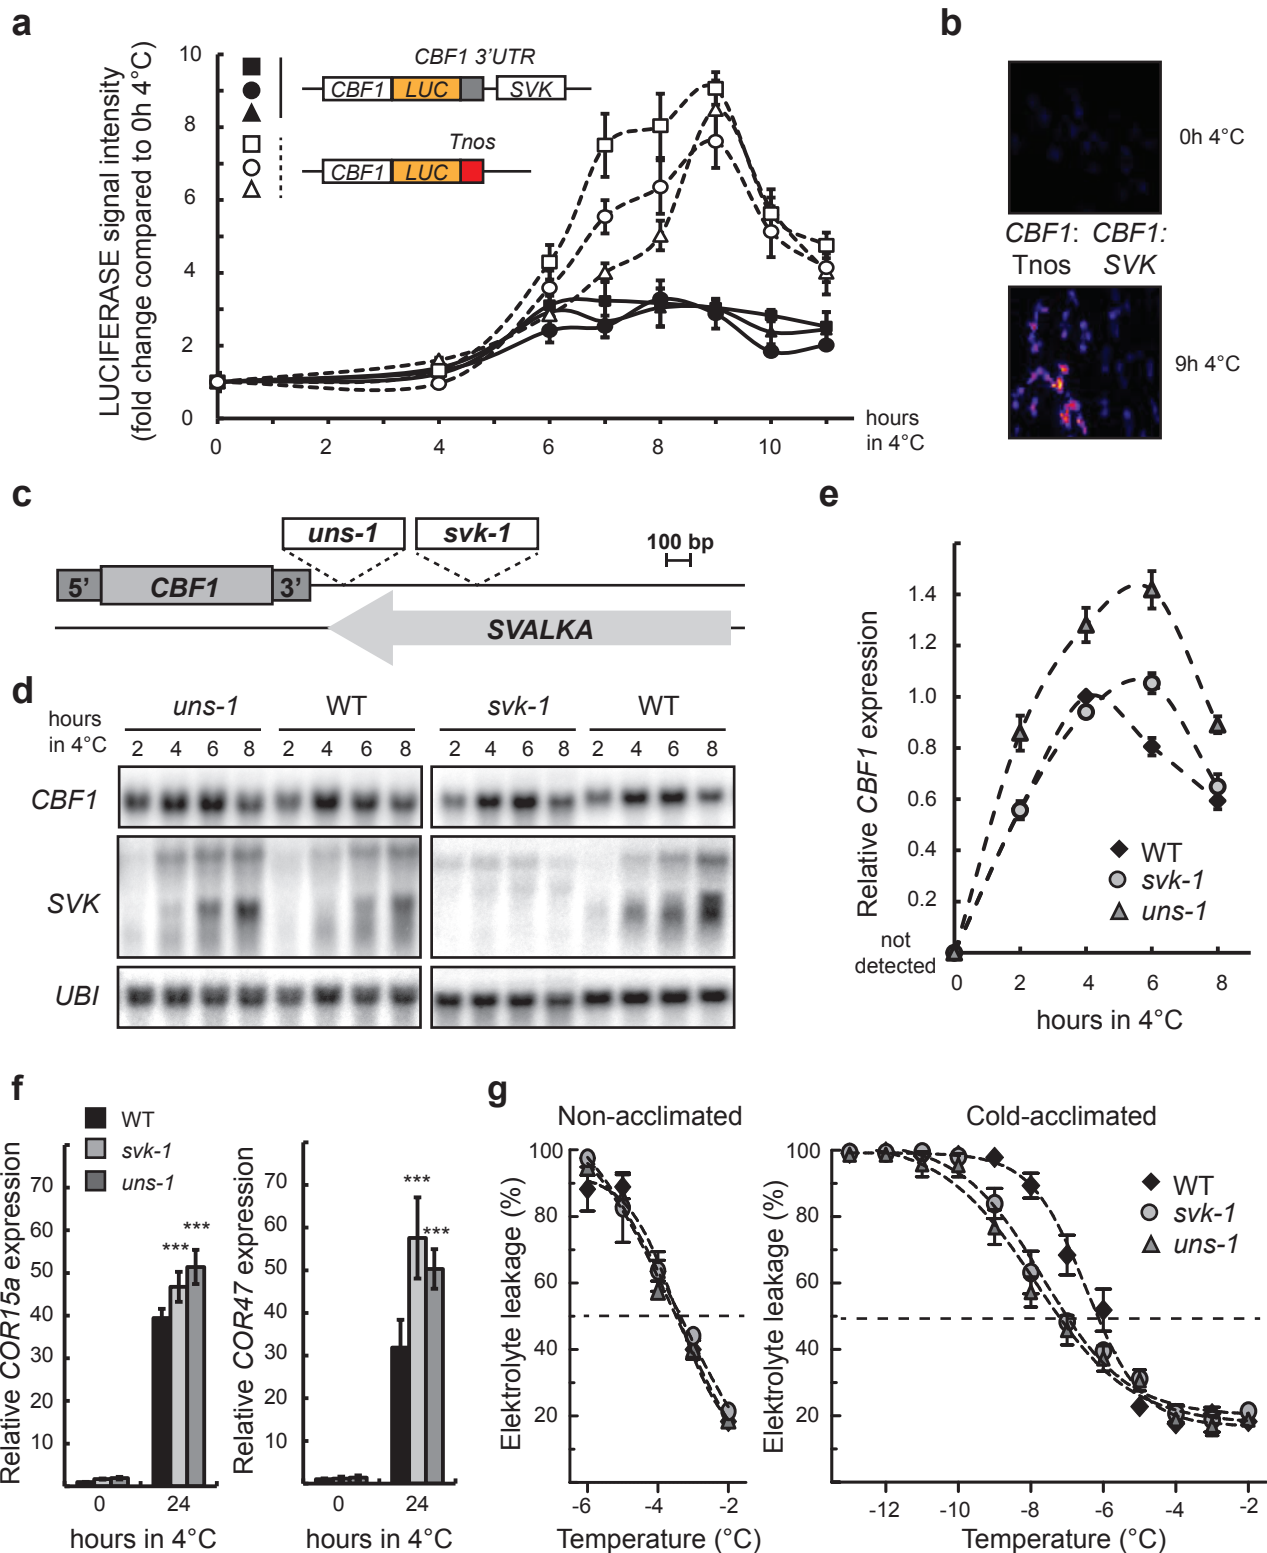 a
LUCIFERASE signal intensity
(fold change compared to 0h 4°C)
10
8
6
4
2
0
CBF1 3’UTR
CBF1 LUC SVK
Tnos
CBF1 LUC
0 2 4 6 8 10
hours
in 4°C
b
0h 4°C
CBF1: CBF1:
Tnos SVK
9h 4°C
c
uns-1 svk-1
100 bp
5’ CBF1 3’
SVALKA
d
hours
in 4°C
uns-1 WT svk-1 WT
2 4 6 8 2 4 6 8 2 4 6 8 2 4 6 8
CBF1
SVK
UBI
e
Relative CBF1 expression
1.4
1.2
1.0
0.8
0.6
0.4
0.2
not
detected
WT
svk-1
uns-1
0 2 4 6 8
hours in 4°C
f
WT
svk-1
uns-1
Relative COR15a expression
70
60
50
40
30
20
10
*** ***
0 24
hours in 4°C
Relative COR47 expression
70
60
50
40
30
20
10
*** ***
0 24
hours in 4°C
g
Non-acclimated
Elektrolyte leakage (%)
100
80
60
40
20
-6 -4 -2
Temperature (°C)
Cold-acclimated
Elektrolyte leakage (%)
100
80
60
40
20
WT
svk-1
uns-1
-12 -10 -8 -6 -4 -2
Temperature (°C)